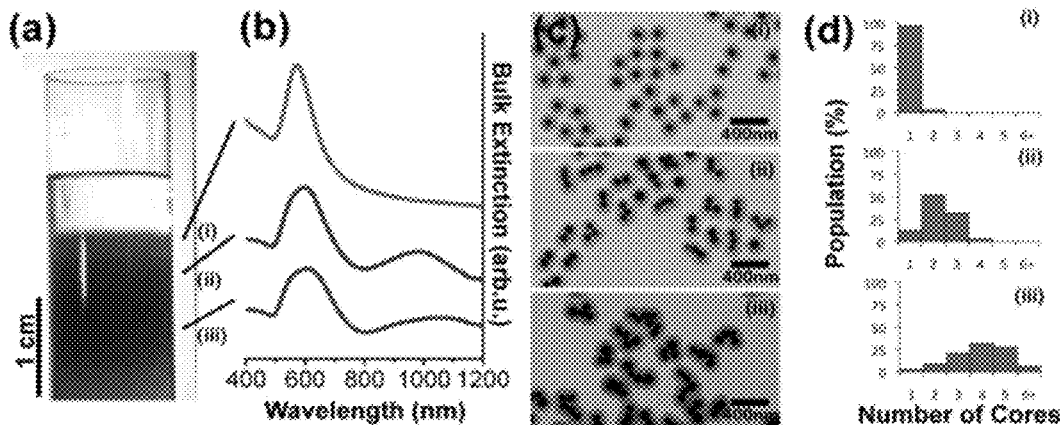 (a)
(i)
(ii)
(iii)
1 cm
(b)
Bulk Extinction (arb.u.)
400 600 800 1000 1200
Wavelength (nm)
(c)
(i)
400nm
(ii)
400nm
(iii)
400nm
(d)
Population (%)
(i)
100
75
50
25
0
1 2 3 4 5 6+
(ii)
100
75
50
25
0
1 2 3 4 5 6+
(iii)
100
75
50
25
0
1 2 3 4 5 6+
Number of Cores